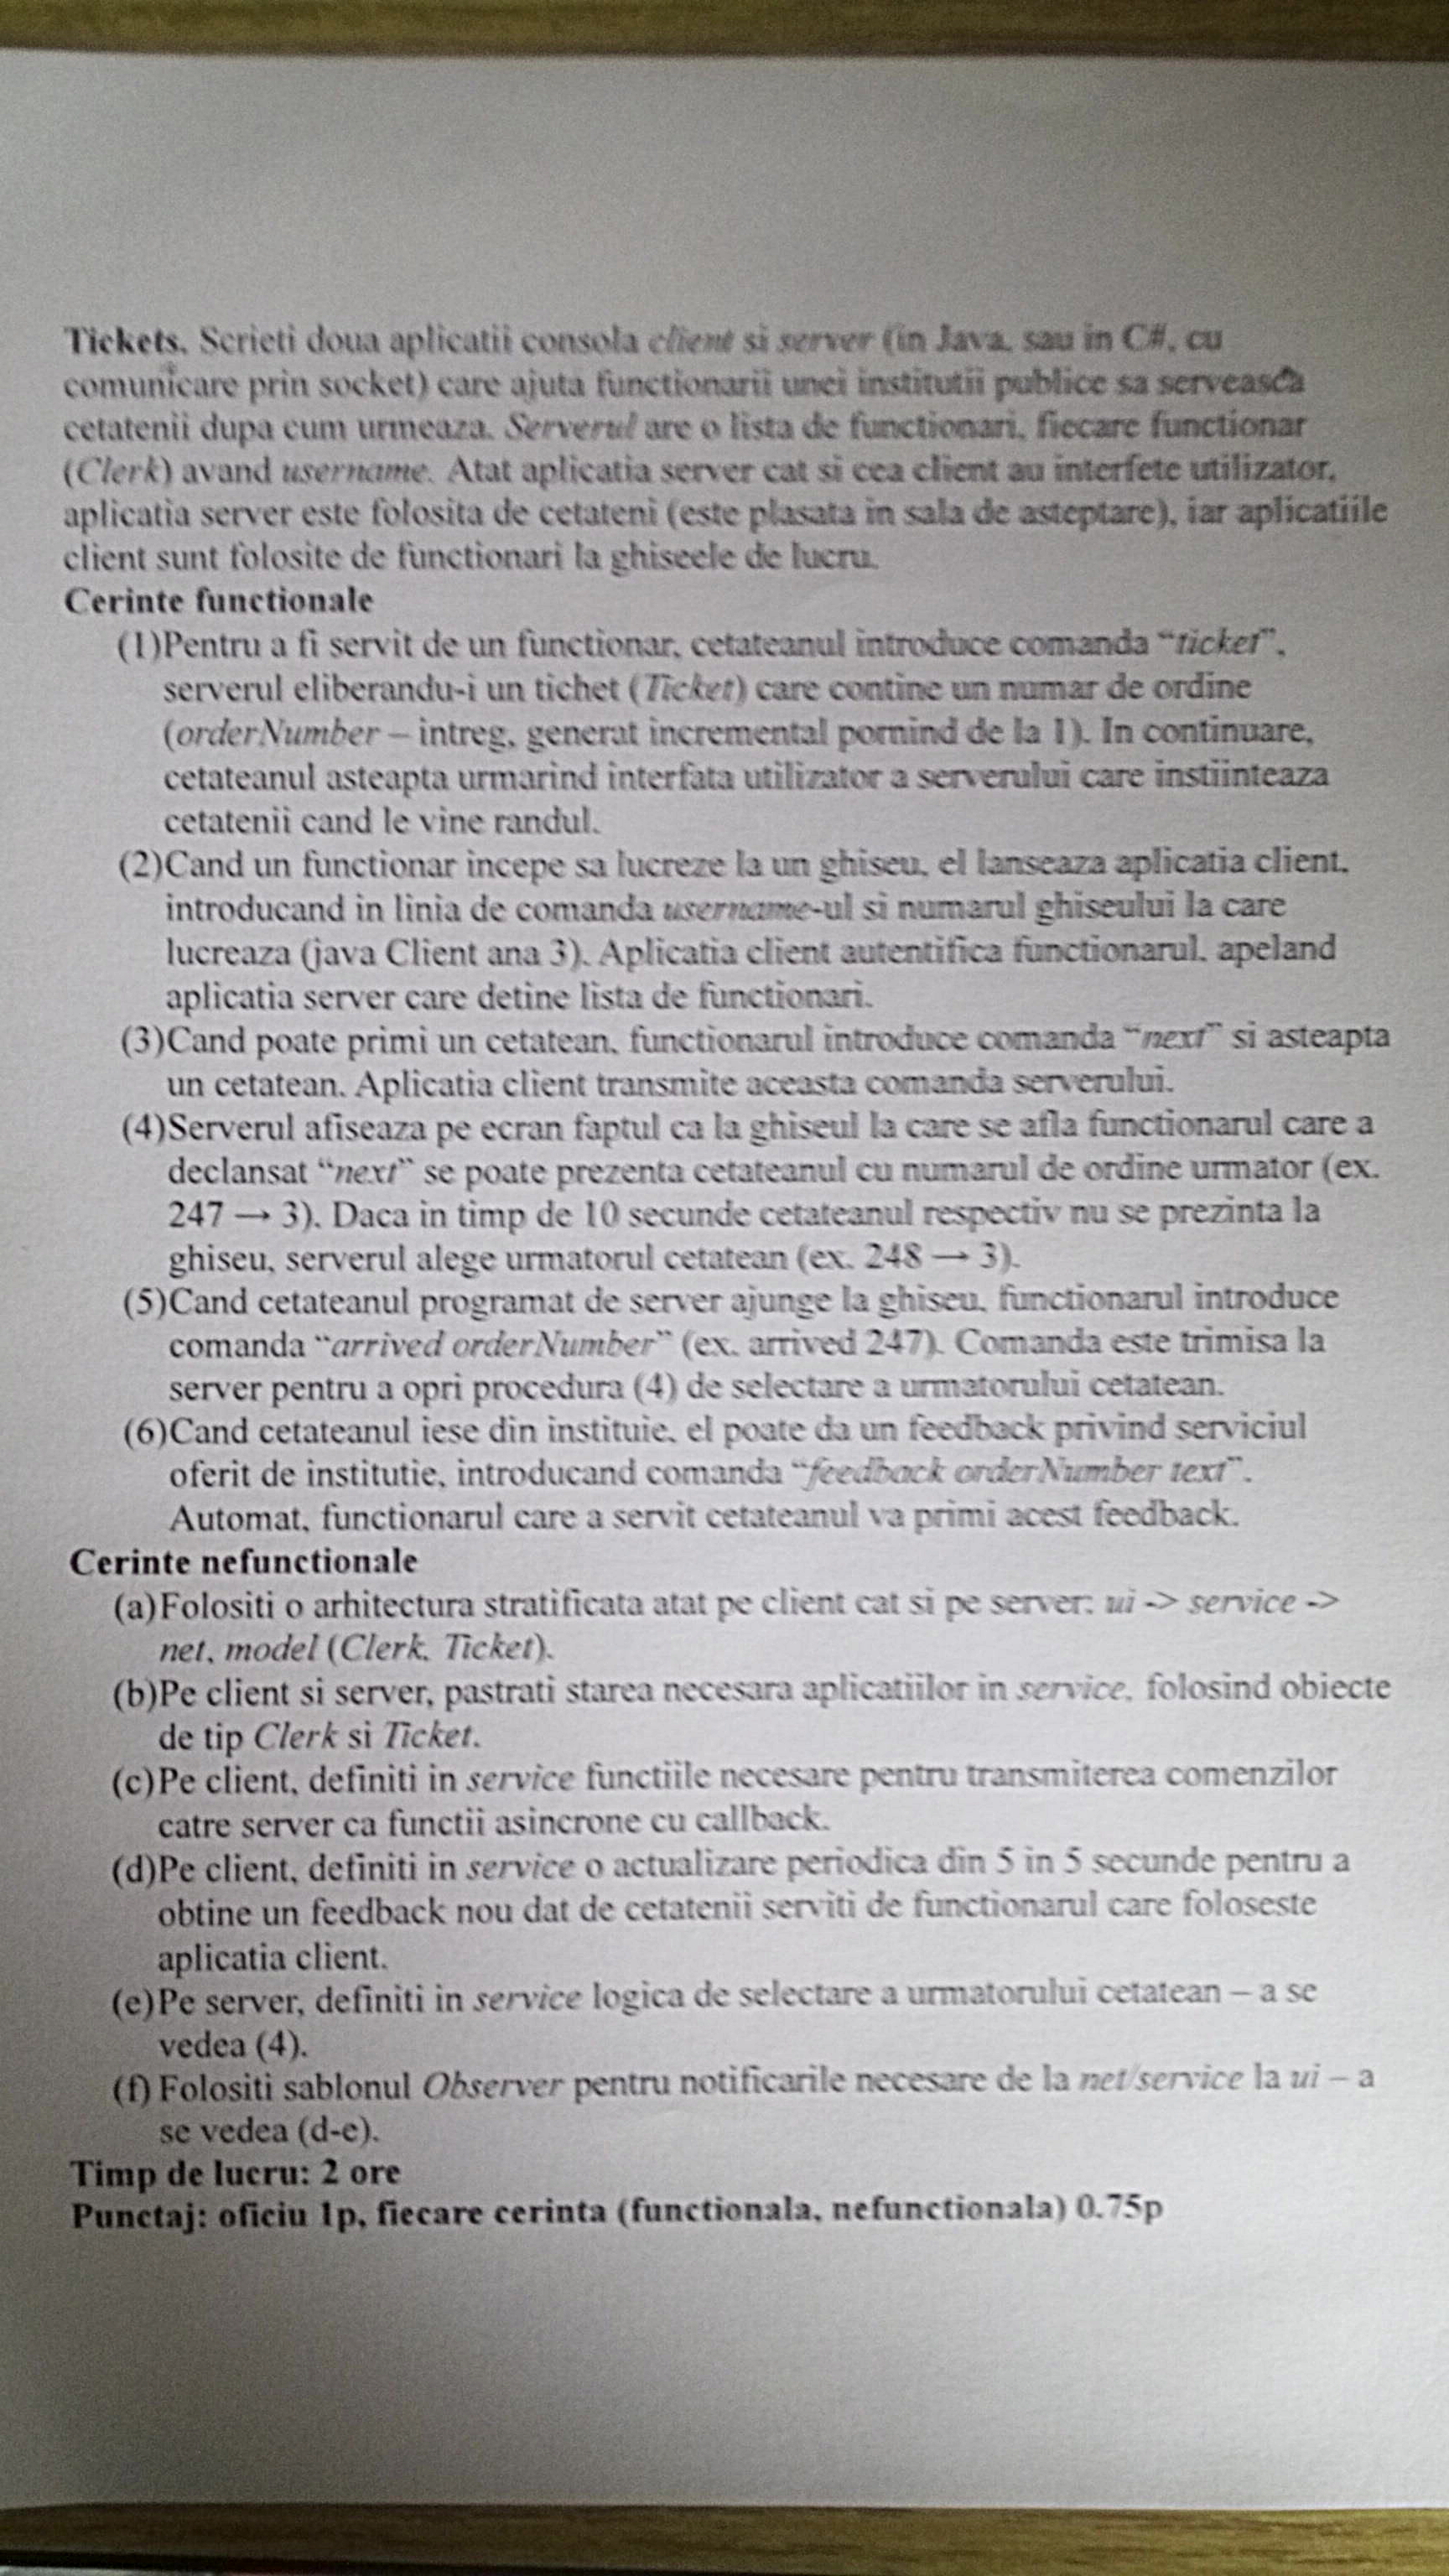 Tickets. Scrieti doua aplicatii consola client si server (in Java, sau in C#, cu
comunicare prin socket) care ajuta functionarii unei institutii publice sa serveasca
cetatenii dupa cum urmeaza. Serverul are o lista de functionari, fiecare functionar
(Clerk) avand username. Atat aplicatia server cat si cea client au interfete utilizator,
aplicatia server este folosita de cetateni (este plasata in sala de asteptare), iar aplicatiile
client sunt folosite de functionari la ghiseele de lucru.
Cerinte functionale
(1)Pentru a fi servit de un functionar, cetateanul introduce comanda “ticket”,
serverul eliberandu-i un tichet (Ticket) care contine un numar de ordine
(orderNumber – intreg, generat incremental pornind de la 1). In continuare,
cetateanul asteapta urmarind interfata utilizator a serverului care instiinteaza
cetatenii cand le vine randul.
(2)Cand un functionar incepe sa lucreze la un ghiseu, el lanseaza aplicatia client,
introducand in linia de comanda username-ul si numarul ghiseului la care
lucreaza (java Client ana 3). Aplicatia client autentifica functionarul, apeland
aplicatia server care detine lista de functionari.
(3)Cand poate primi un cetatean, functionarul introduce comanda “next” si asteapta
un cetatean. Aplicatia client transmite aceasta comanda serverului.
(4)Serverul afiseaza pe ecran faptul ca la ghiseul la care se afla functionarul care a
declansat “next” se poate prezenta cetateanul cu numarul de ordine urmator (ex.
247 → 3). Daca in timp de 10 secunde cetateanul respectiv nu se prezinta la
ghiseu, serverul alege urmatorul cetatean (ex. 248 → 3).
(5)Cand cetateanul programat de server ajunge la ghiseu, functionarul introduce
comanda “arrived orderNumber” (ex. arrived 247). Comanda este trimisa la
server pentru a opri procedura (4) de selectare a urmatorului cetatean.
(6)Cand cetateanul iese din instituie, el poate da un feedback privind serviciul
oferit de institutie, introducand comanda “feedback orderNumber text”.
Automat, functionarul care a servit cetateanul va primi acest feedback.
Cerinte nefunctionale
(a)Folositi o arhitectura stratificata atat pe client cat si pe server: ui -> service ->
net, model (Clerk, Ticket).
(b)Pe client si server, pastrati starea necesara aplicatiilor in service, folosind obiecte
de tip Clerk si Ticket.
(c)Pe client, definiti in service functiile necesare pentru transmiterea comenzilor
catre server ca functii asincrone cu callback.
(d)Pe client, definiti in service o actualizare periodica din 5 in 5 secunde pentru a
obtine un feedback nou dat de cetatenii serviti de functionarul care foloseste
aplicatia client.
(e)Pe server, definiti in service logica de selectare a urmatorului cetatean – a se
vedea (4).
(f) Folositi sablonul Observer pentru notificarile necesare de la net/service la ui – a
se vedea (d-e).
Timp de lucru: 2 ore
Punctaj: oficiu 1p, fiecare cerinta (functionala, nefunctionala) 0.75p